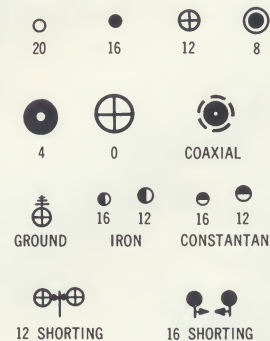 20 16 12 8
4 0 COAXIAL
16 12 16 12
GROUND IRON CONSTANTAN
12 SHORTING 16 SHORTING